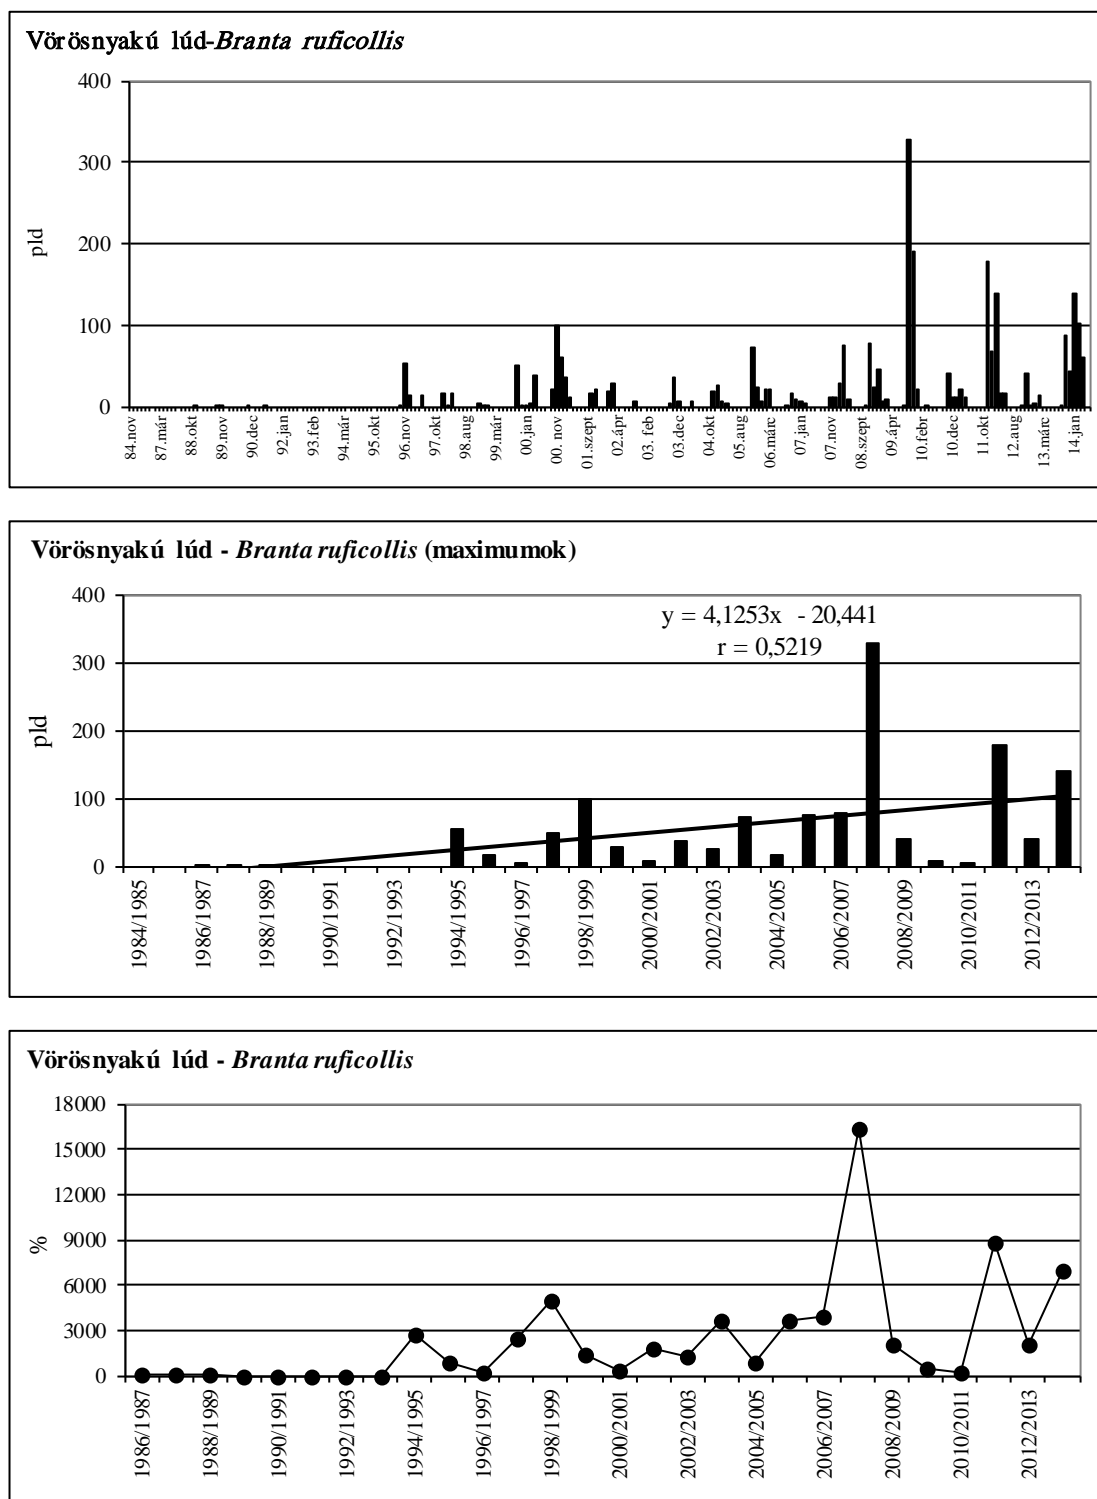 Vörösnyakú lúd-Branta ruficollis
400
300
200
100
0
pld
84.nov
87.már
88.okt
89.nov
90.dec
92.jan
93.feb
94.már
95.okt
96.nov
97.okt
98.aug
99.már
00.jan
00. nov
01.szept
02.ápr
03. feb
03.dec
04.okt
05.aug
06.márc
07.jan
07.nov
08.szept
09.ápr
10.febr
10.dec
11.okt
12.aug
13.márc
14.jan
Vörösnyakú lúd - Branta ruficollis (maximumok)
y = 4,1253x - 20,441
r = 0,5219
400
300
200
100
0
pld
1984/1985
1986/1987
1988/1989
1990/1991
1992/1993
1994/1995
1996/1997
1998/1999
2000/2001
2002/2003
2004/2005
2006/2007
2008/2009
2010/2011
2012/2013
Vörösnyakú lúd - Branta ruficollis
18000
15000
12000
9000
6000
3000
0
%
1986/1987
1988/1989
1990/1991
1992/1993
1994/1995
1996/1997
1998/1999
2000/2001
2002/2003
2004/2005
2006/2007
2008/2009
2010/2011
2012/2013